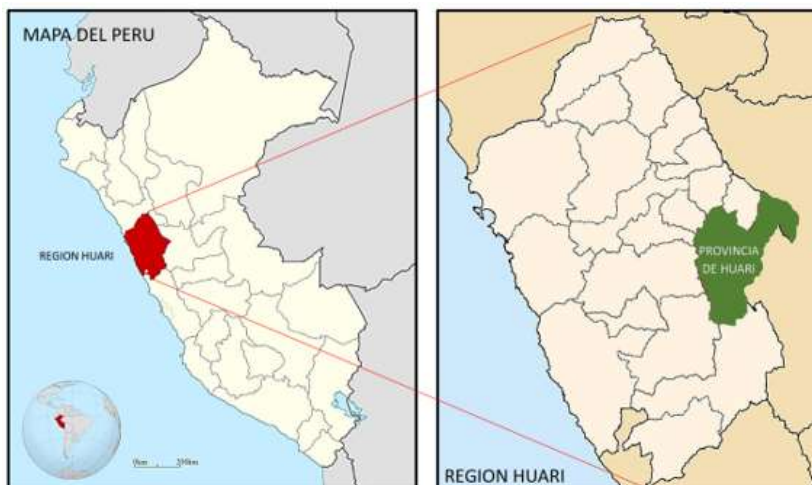 MAPA DEL PERU
REGION HUARI
PROVINCIA
DE HUARI
REGION HUARI